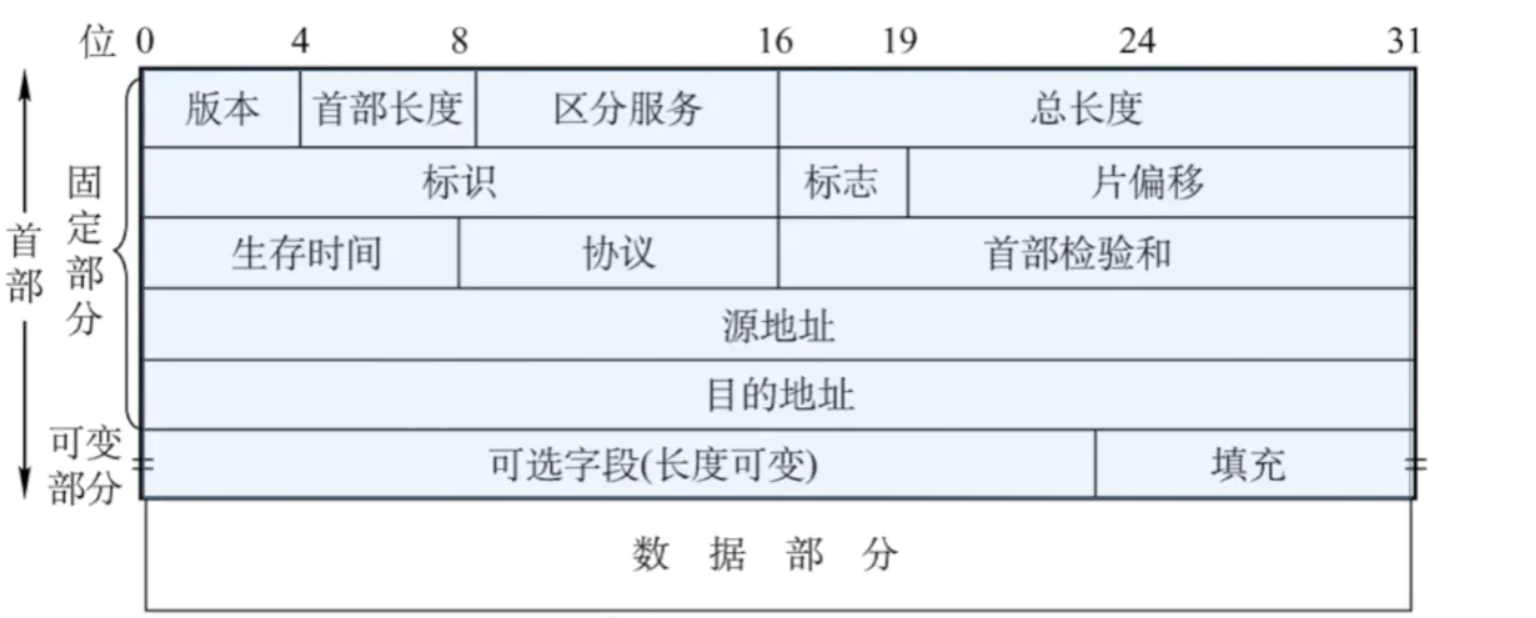 位 0 4 8 16 19 24 31
版本 首部长度 区分服务 总长度
标识 标志 片偏移
生存时间 协议 首部检验和
源地址
目的地址
可选字段(长度可变) 填充
数据部分
首部
固定部分
可变
部分